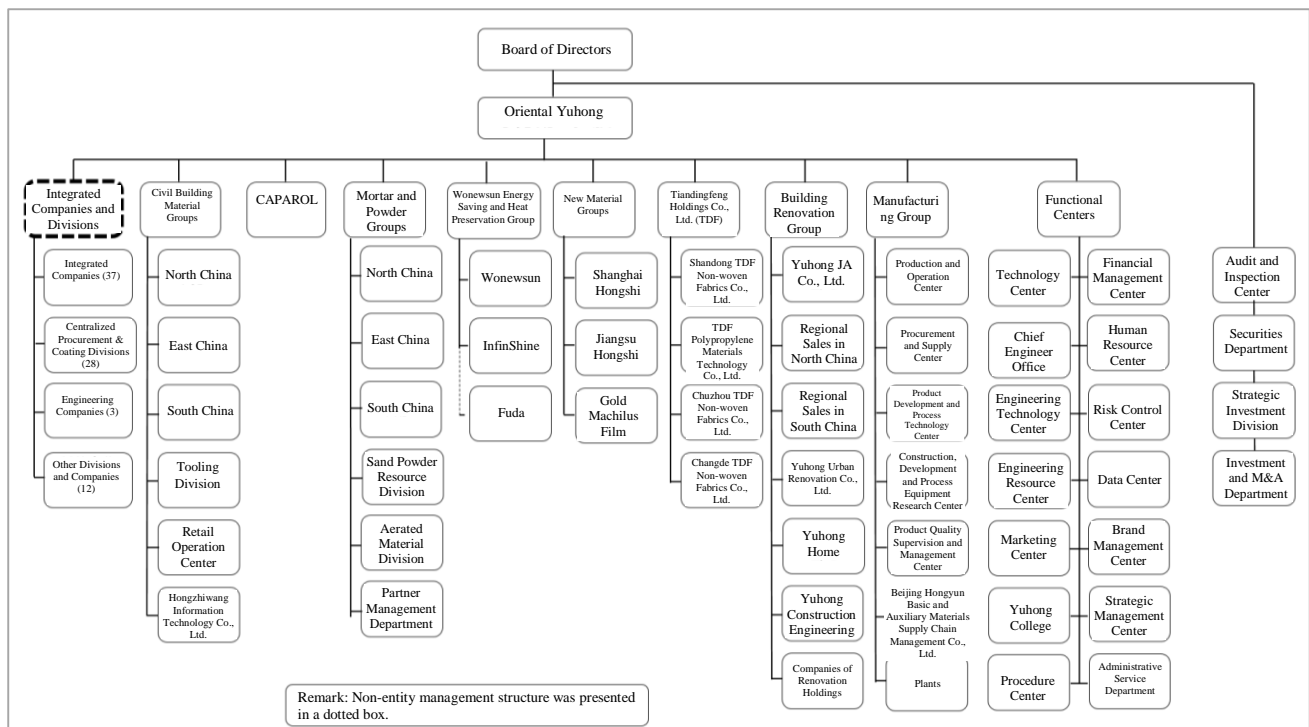 Board of Directors
Oriental Yuhong
Integrated
Companies and
Divisions
Integrated
Companies (37)
Centralized
Procurement &
Coating Divisions
(28)
Engineering
Companies (3)
Other Divisions
and Companies
(12)
Civil Building
Material
Groups
North China
East China
South China
Tooling
Division
Retail
Operation
Center
Hongzhiwang
Information
Technology Co.,
Ltd.
CAPAROL
Mortar and
Powder
Groups
North China
East China
South China
Sand Powder
Resource
Division
Aerated
Material
Division
Partner
Management
Department
Wonewsun Energy
Saving and Heat
Preservation Group
Wonewsun
InfinShine
Fuda
New Material
Groups
Shanghai
Hongshi
Jiangsu
Hongshi
Gold
Machilus
Film
Tiandingfeng
Holdings Co.,
Ltd. (TDF)
Shandong TDF
Non-woven
Fabrics Co.,
Ltd.
TDF
Polypropylene
Materials
Technology
Co., Ltd.
Chuzhou TDF
Non-woven
Fabrics Co.,
Ltd.
Changde TDF
Non-woven
Fabrics Co.,
Ltd.
Building
Renovation
Group
Yuhong JA
Co., Ltd.
Regional
Sales in
North China
Regional
Sales in
South China
Yuhong Urban
Renovation Co.,
Ltd.
Yuhong
Home
Yuhong
Construction
Engineering
Companies of
Renovation
Holdings
Manufacturi
ng Group
Production and
Operation
Center
Procurement
and Supply
Center
Product
Development and
Process
Technology
Center
Construction,
Development
and Process
Equipment
Research Center
Product Quality
Supervision and
Management
Center
Beijing Hongyun
Basic and
Auxiliary Materials
Supply Chain
Management Co.,
Ltd.
Plants
Functional
Centers
Technology
Center
Chief
Engineer
Office
Engineering
Technology
Center
Engineering
Resource
Center
Marketing
Center
Yuhong
College
Procedure
Center
Financial
Management
Center
Human
Resource
Center
Risk Control
Center
Data Center
Brand
Management
Center
Strategic
Management
Center
Administrative
Service
Department
Audit and
Inspection
Center
Securities
Department
Strategic
Investment
Division
Investment
and M&A
Department
Remark: Non-entity management structure was presented
in a dotted box.